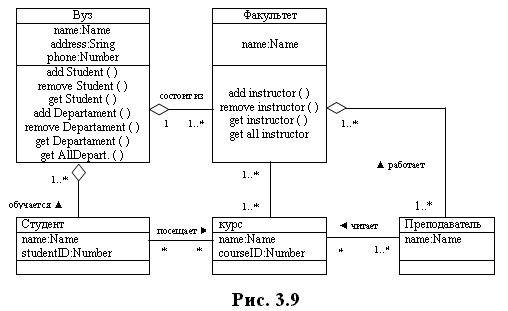 Вуз
name:Name
address:Sring
phone:Number
add Student ( )
remove Student ( )
get Student ( )
add Departament ( )
remove Departament ( )
get Departament ( )
get AllDepart. ( )
состоит из
1
1..*
Факультет
name:Name
add instructor ( )
remove instructor ( )
get instructor ( )
get all instructor
1..*
▲ работает
1..*
обучается ▲
1..*
1..*
*
1..*
Студент
name:Name
studentID:Number
посещает ►
*
*
курс
name:Name
courseID:Number
◄ читает
*
1..*
Преподаватель
name:Name
Рис. 3.9